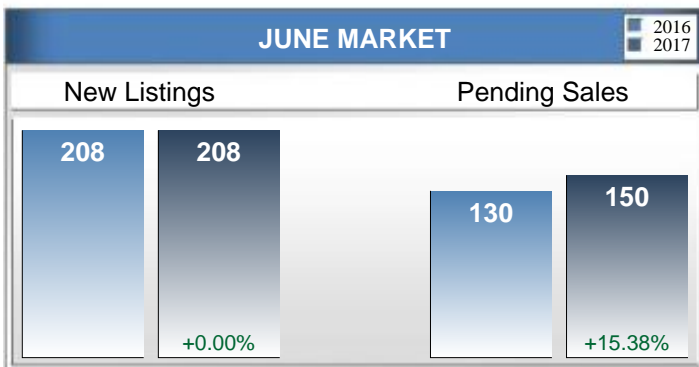 JUNE MARKET
2016
2017
New Listings Pending Sales
208 208 130 150
+0.00% +15.38%